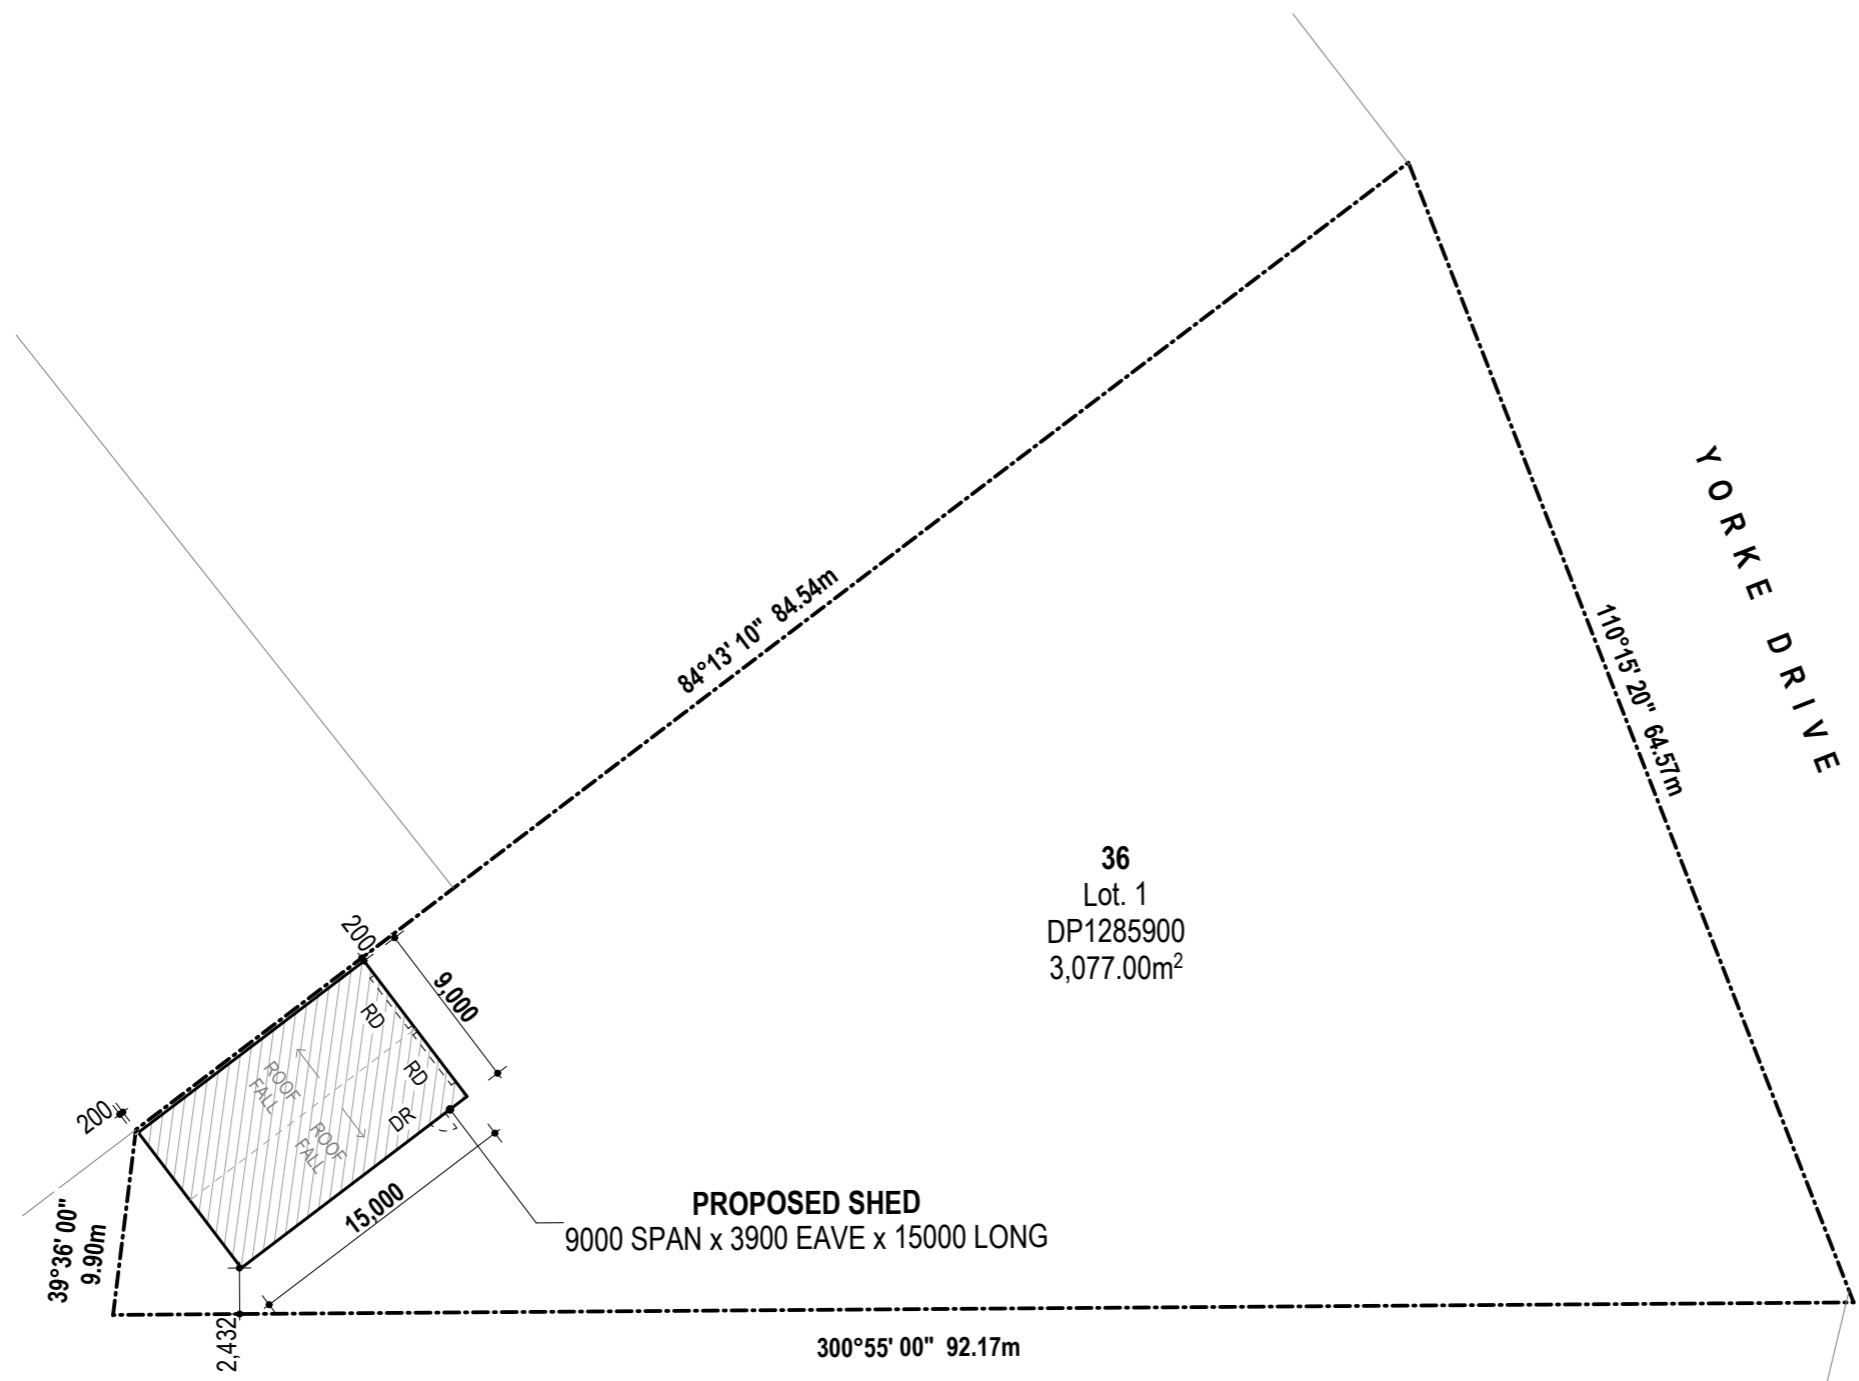 84°13' 10" 84.54m
YORKE DRIVE
110°15' 20" 64.57m
36
Lot. 1
DP1285900
3,077.00m²
200
9,000
RD
RD
DR
ROOF
FALL
ROOF
FALL
200
15,000
PROPOSED SHED
9000 SPAN x 3900 EAVE x 15000 LONG
39°36' 00"
9.90m
2,432
300°55' 00" 92.17m